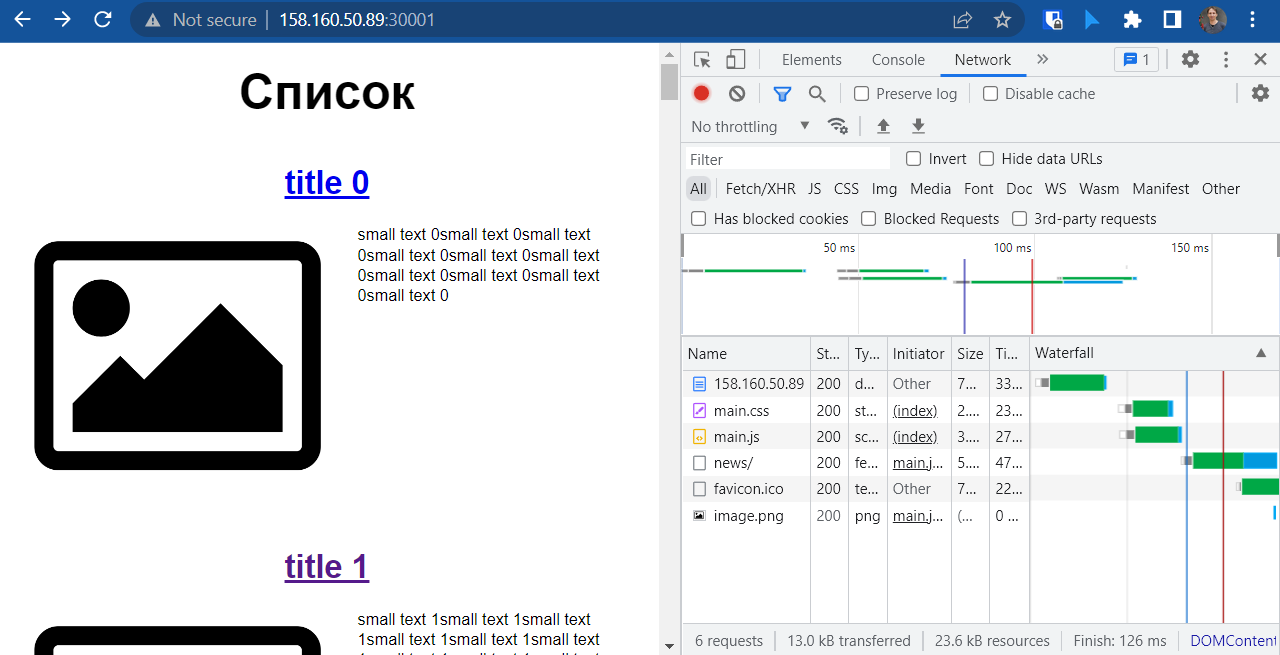 Not secure 158.160.50.89:30001
Список
title 0
small text 0small text 0small text
0small text 0small text 0small text
0small text 0small text 0small text
0small text 0
title 1
small text 1small text 1small text
1small text 1small text 1small text
Elements Console Network 1
Preserve log Disable cache
No throttling
Filter Invert Hide data URLs
All Fetch/XHR JS CSS Img Media Font Doc WS Wasm Manifest Other
Has blocked cookies Blocked Requests 3rd-party requests
50 ms 100 ms 150 ms
Name St... Ty... Initiator Size Ti... Waterfall
158.160.50.89 200 d... Other 7... 33...
main.css 200 st... (index) 2.... 23...
main.js 200 sc... (index) 3.... 27...
news/ 200 fe... main.j... 5.... 47...
favicon.ico 200 te... Other 7... 22...
image.png 200 png main.j... (... 0 ...
6 requests 13.0 kB transferred 23.6 kB resources Finish: 126 ms DOMContent